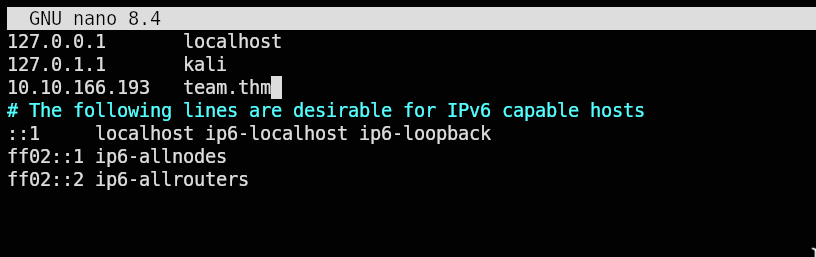 GNU nano 8.4
127.0.0.1       localhost
127.0.1.1       kali
10.10.166.193   team.thm
# The following lines are desirable for IPv6 capable hosts
::1     localhost ip6-localhost ip6-loopback
ff02::1 ip6-allnodes
ff02::2 ip6-allrouters